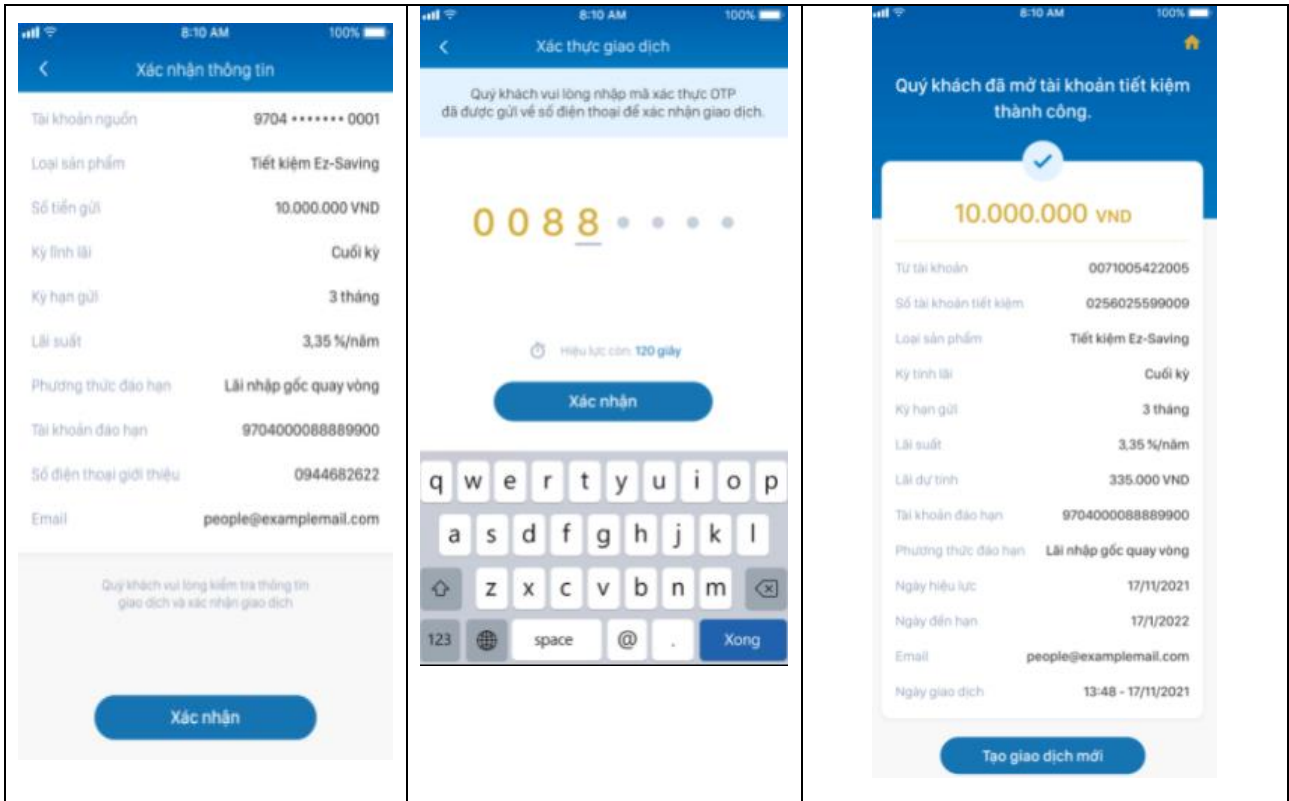 8:10 AM 100%
Xác nhận thông tin
Tài khoản nguồn 9704 ••••••• 0001
Loại sản phẩm Tiết kiệm Ez-Saving
Số tiền gửi 10.000.000 VND
Kỳ lĩnh lãi Cuối kỳ
Kỳ hạn gửi 3 tháng
Lãi suất 3,35 %/năm
Phương thức đáo hạn Lãi nhập gốc quay vòng
Tài khoản đáo hạn 9704000088889900
Số điện thoại giới thiệu 0944682622
Email people@examplemail.com
Quý khách vui lòng kiểm tra thông tin
giao dịch và xác nhận giao dịch
Xác nhận
8:10 AM 100%
Xác thực giao dịch
Quý khách vui lòng nhập mã xác thực OTP
đã được gửi về số điện thoại để xác nhận giao dịch.
0 0 8 8 • • • •
Hiệu lực còn 120 giây
Xác nhận
q w e r t y u i o p
a s d f g h j k l
z x c v b n m
123 space @ . Xong
8:10 AM 100%
Quý khách đã mở tài khoản tiết kiệm
thành công.
10.000.000 VND
Từ tài khoản 0071005422005
Số tài khoản tiết kiệm 0256025599009
Loại sản phẩm Tiết kiệm Ez-Saving
Kỳ tính lãi Cuối kỳ
Kỳ hạn gửi 3 tháng
Lãi suất 3,35 %/năm
Lãi dự tính 335.000 VND
Tài khoản đáo hạn 9704000088889900
Phương thức đáo hạn Lãi nhập gốc quay vòng
Ngày hiệu lực 17/11/2021
Ngày đến hạn 17/1/2022
Email people@examplemail.com
Ngày giao dịch 13:48 - 17/11/2021
Tạo giao dịch mới